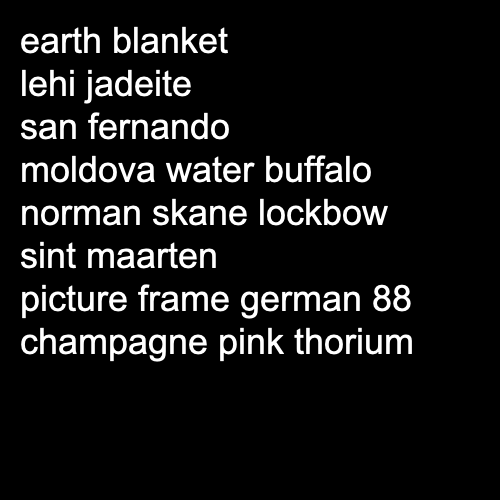 earth blanket
lehi jadeite
san fernando
moldova water buffalo
norman skane lockbow
sint maarten
picture frame german 88
champagne pink thorium